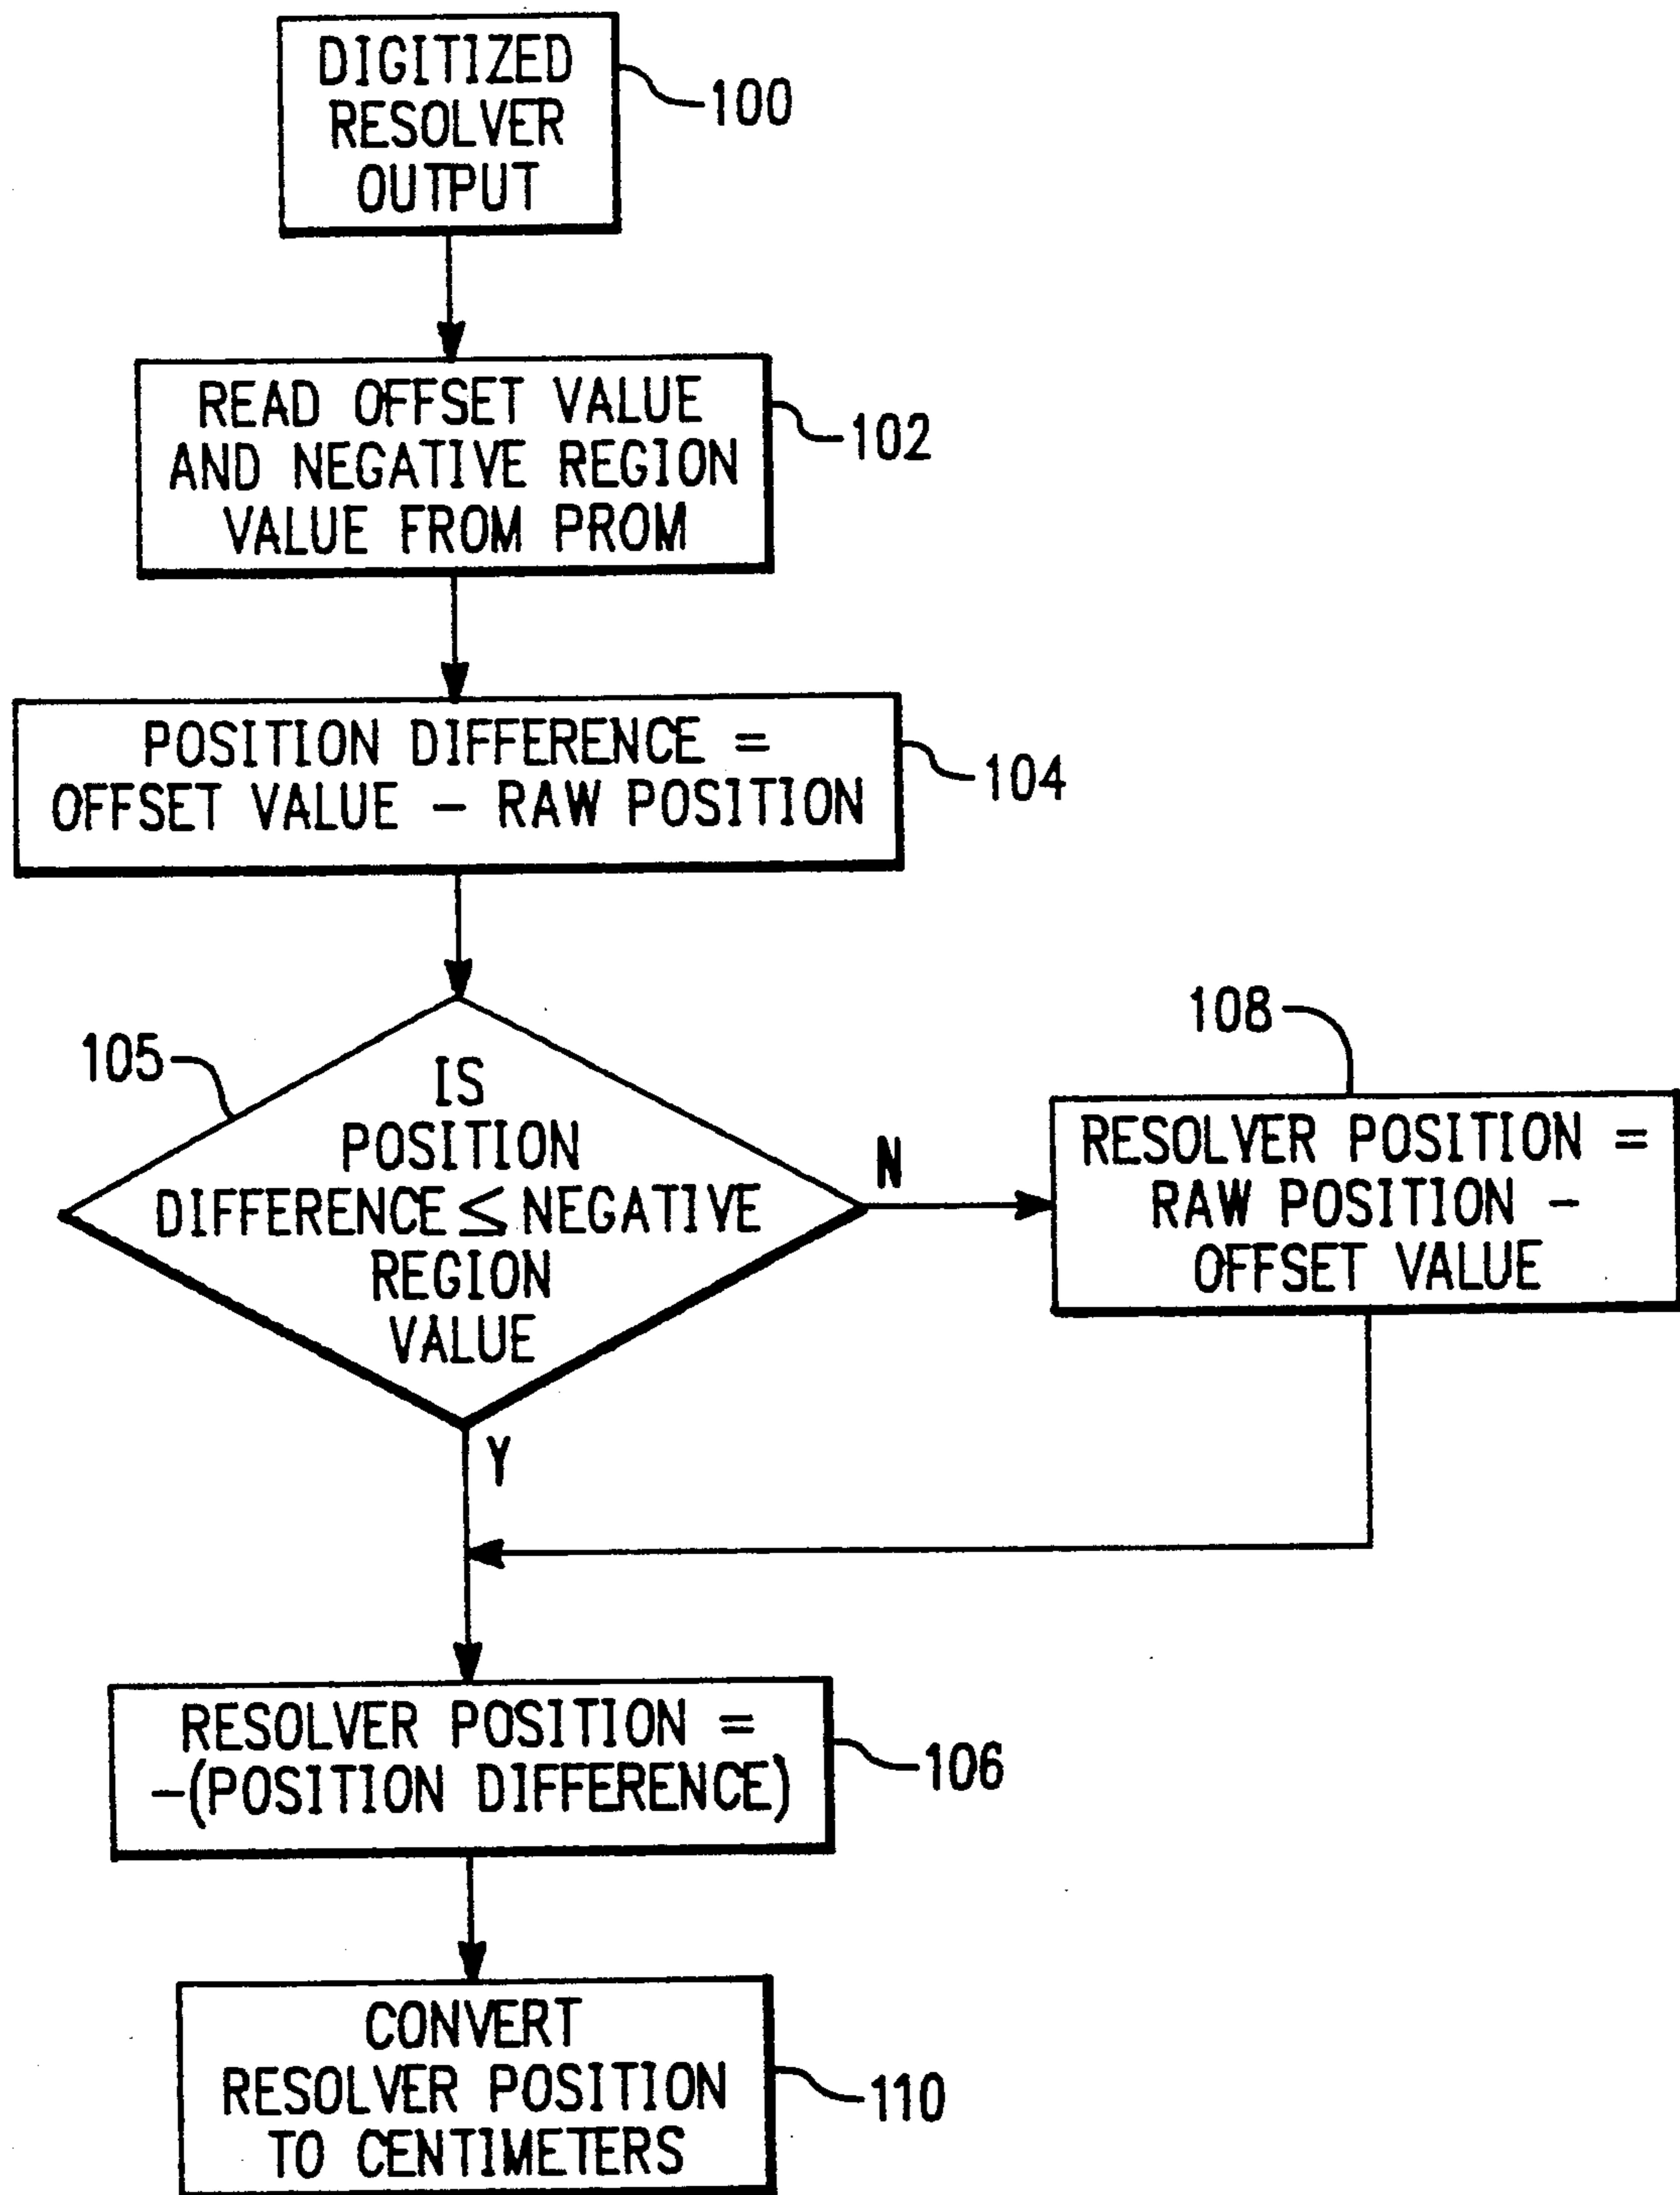 DIGITIZED
RESOLVER
OUTPUT
100
READ OFFSET VALUE
AND NEGATIVE REGION
VALUE FROM PROM
102
POSITION DIFFERENCE =
OFFSET VALUE - RAW POSITION
104
105
IS
POSITION
DIFFERENCE ≤ NEGATIVE
REGION
VALUE
N
Y
108
RESOLVER POSITION =
RAW POSITION -
OFFSET VALUE
RESOLVER POSITION =
-(POSITION DIFFERENCE)
106
CONVERT
RESOLVER POSITION
TO CENTIMETERS
110